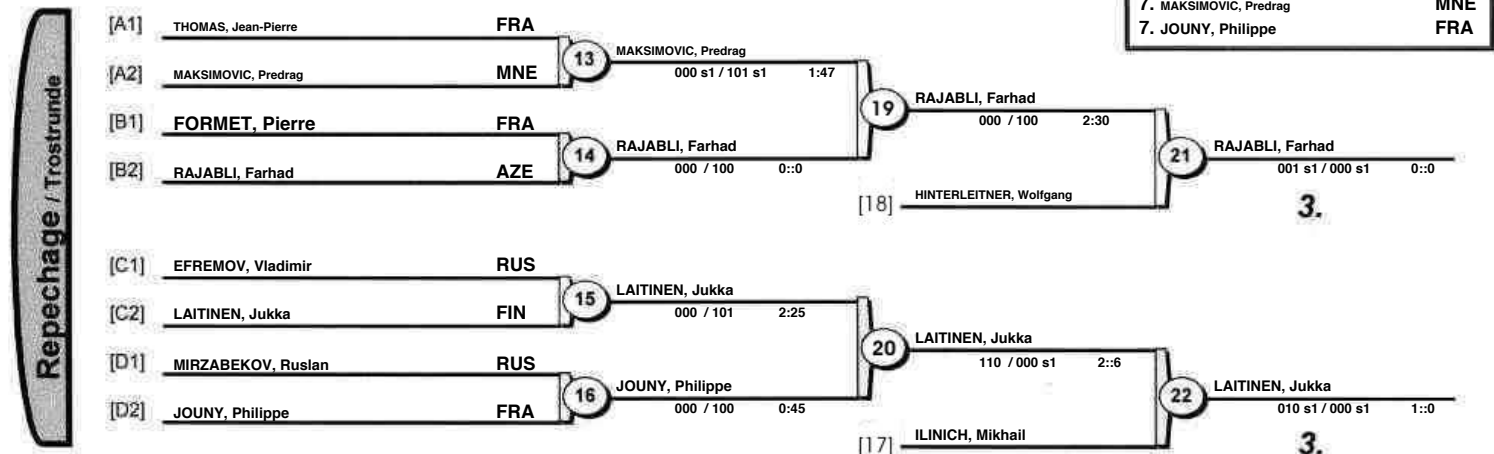 7. MAKSIMOVIC, Predrag MNE
7. JOUNY, Philippe FRA
Repechage / Trostrunde
[A1] THOMAS, Jean-Pierre FRA
13 MAKSIMOVIC, Predrag
000 s1 / 101 s1 1:47
[A2] MAKSIMOVIC, Predrag MNE
19 RAJABLI, Farhad
000 / 100 2:30
[B1] FORMET, Pierre FRA
14 RAJABLI, Farhad
000 / 100 0::0
[B2] RAJABLI, Farhad AZE
21 RAJABLI, Farhad
001 s1 / 000 s1 0::0
[18] HINTERLEITNER, Wolfgang
3.
[C1] EFREMOV, Vladimir RUS
15 LAITINEN, Jukka
000 / 101 2:25
[C2] LAITINEN, Jukka FIN
20 LAITINEN, Jukka
110 / 000 s1 2::6
[D1] MIRZABEKOV, Ruslan RUS
16 JOUNY, Philippe
000 / 100 0:45
[D2] JOUNY, Philippe FRA
22 LAITINEN, Jukka
010 s1 / 000 s1 1::0
[17] ILINICH, Mikhail
3.